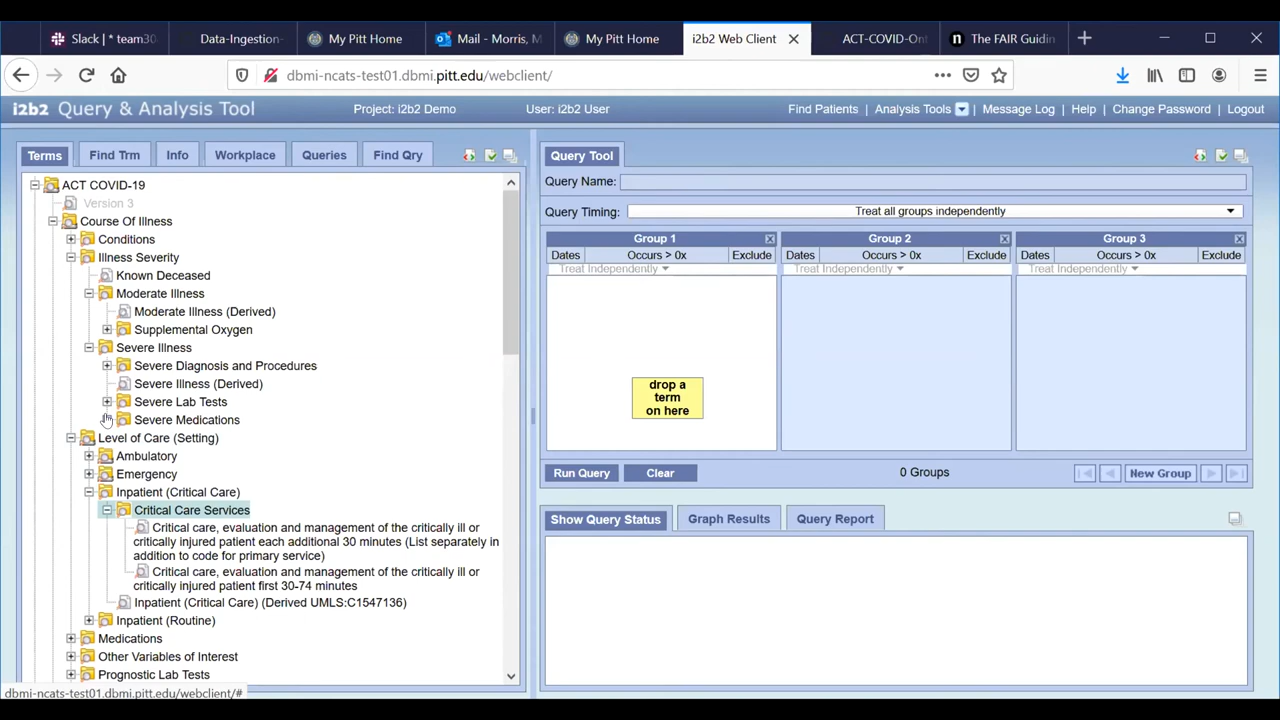 Slack | * team30
Data-Ingestion-
My Pitt Home
Mail - Morris, M
My Pitt Home
i2b2 Web Client
ACT-COVID-Ont
The FAIR Guidin
dbmi-ncats-test01.dbmi.pitt.edu/webclient/
i2b2 Query & Analysis Tool
Project: i2b2 Demo
User: i2b2 User
Find Patients | Analysis Tools | Message Log | Help | Change Password | Logout
Terms
Find Trm
Info
Workplace
Queries
Find Qry
ACT COVID-19
Version 3
Course Of Illness
Conditions
Illness Severity
Known Deceased
Moderate Illness
Moderate Illness (Derived)
Supplemental Oxygen
Severe Illness
Severe Diagnosis and Procedures
Severe Illness (Derived)
Severe Lab Tests
Severe Medications
Level of Care (Setting)
Ambulatory
Emergency
Inpatient (Critical Care)
Critical Care Services
Critical care, evaluation and management of the critically ill or
critically injured patient each additional 30 minutes (List separately in
addition to code for primary service)
Critical care, evaluation and management of the critically ill or
critically injured patient first 30-74 minutes
Inpatient (Critical Care) (Derived UMLS:C1547136)
Inpatient (Routine)
Medications
Other Variables of Interest
Prognostic Lab Tests
dbmi-ncats-test01.dbmi.pitt.edu/webclient/#
Query Tool
Query Name:
Query Timing:
Treat all groups independently
Group 1
Dates
Occurs > 0x
Exclude
Treat Independently
drop a
term
on here
Group 2
Dates
Occurs > 0x
Exclude
Treat Independently
Group 3
Dates
Occurs > 0x
Exclude
Treat Independently
Run Query
Clear
0 Groups
New Group
Show Query Status
Graph Results
Query Report